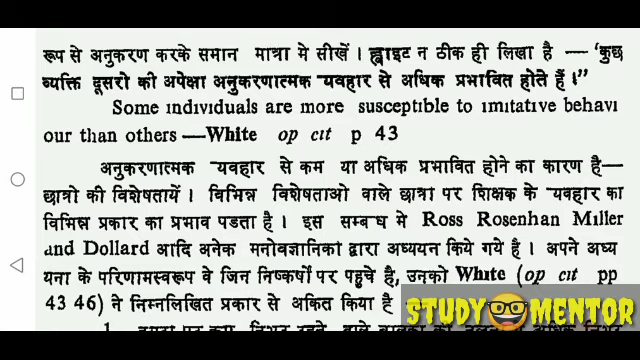 रूप से अनुकरण करके समान मात्रा मे सीखें। ह्वाइट न ठीक ही लिखा है — ‘कुछ
व्यक्ति दूसरो की अपेक्षा अनुकरणात्मक यवहार से अधिक प्रभावित होते हैं।”
Some individuals are more susceptible to imitative behavi
our than others —White op cit p 43
अनुकरणात्मक यवहार से कम या अधिक प्रभावित होने का कारण है—
छात्रो की विशेषतायें। विभिन्न विशेषताओ वाले छात्रा पर शिक्षक के यवहार का
विभिन्न प्रकार का प्रभाव पडता है। इस सम्बध मे Ross Rosenhan Miller
and Dollard आदि अनेक मनोवज्ञानिको द्वारा अध्ययन किये गये है। अपने अध्य
यना के परिणामस्वरूप वे जिन निष्कर्षो पर पहुचे है, उनको White (op cit pp
43 46) ने निम्नलिखित प्रकार से अकित किया है
STUDY MENTOR